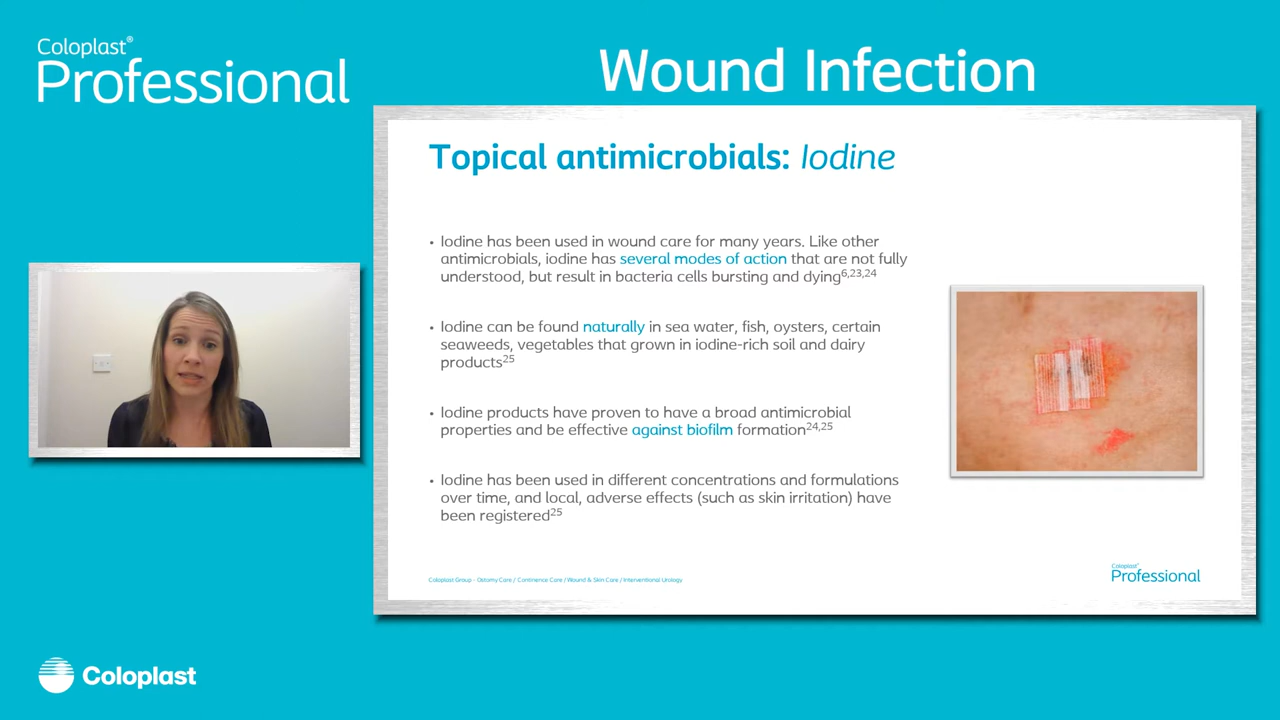 Coloplast®
Professional
Wound Infection
Topical antimicrobials: Iodine
• Iodine has been used in wound care for many years. Like other
antimicrobials, iodine has several modes of action that are not fully
understood, but result in bacteria cells bursting and dying6,23,24
• Iodine can be found naturally in sea water, fish, oysters, certain
seaweeds, vegetables that grown in iodine-rich soil and dairy
products25
• Iodine products have proven to have a broad antimicrobial
properties and be effective against biofilm formation24,25
• Iodine has been used in different concentrations and formulations
over time, and local, adverse effects (such as skin irritation) have
been registered25
Coloplast Group - Ostomy Care / Continence Care / Wound & Skin Care / Interventional Urology
Coloplast®
Professional
Coloplast